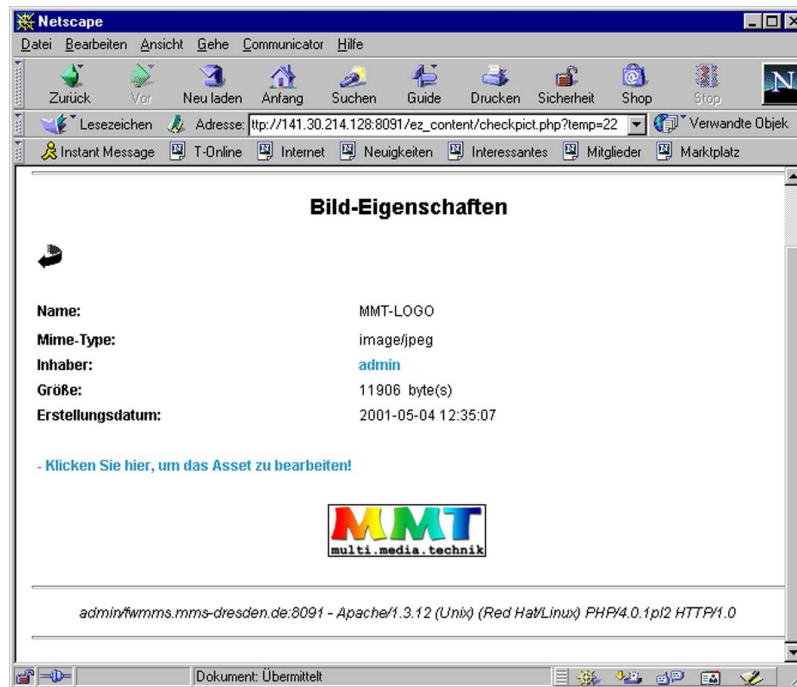 Netscape
Datei Bearbeiten Ansicht Gehe Communicator Hilfe
Zurück Vor Neu laden Anfang Suchen Guide Drucken Sicherheit Shop Stop N
Lesezeichen Adresse: ttp://141.30.214.128:8091/ez_content/checkpict.php?temp=22 Verwandte Objek
Instant Message T-Online Internet Neuigkeiten Interessantes Mitglieder Marktplatz
Bild-Eigenschaften
Name: MMT-LOGO
Mime-Type: image/jpeg
Inhaber: admin
Größe: 11906 byte(s)
Erstellungsdatum: 2001-05-04 12:35:07
- Klicken Sie hier, um das Asset zu bearbeiten!
MMT
multi.media.technik
admin/fwmms.mms-dresden.de:8091 - Apache/1.3.12 (Unix) (Red Hat/Linux) PHP/4.0.1pl2 HTTP/1.0
Dokument: Übermittelt